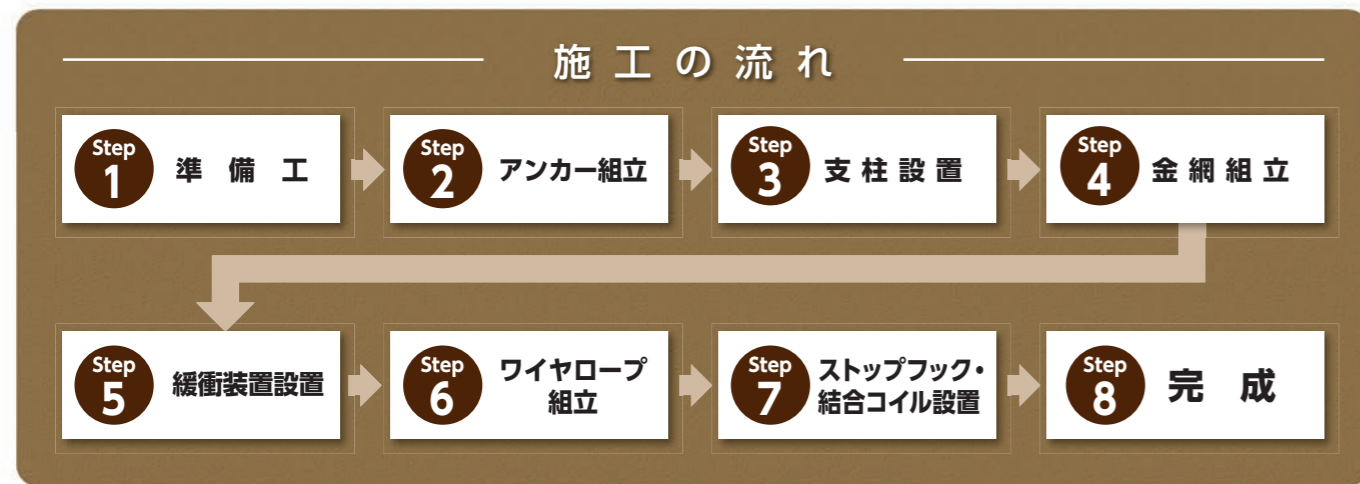 施工の流れ
Step
1
準備工
Step
2
アンカー組立
Step
3
支柱設置
Step
4
金網組立
Step
5
緩衝装置設置
Step
6
ワイヤロープ
組立
Step
7
ストップフック・
結合コイル設置
Step
8
完成